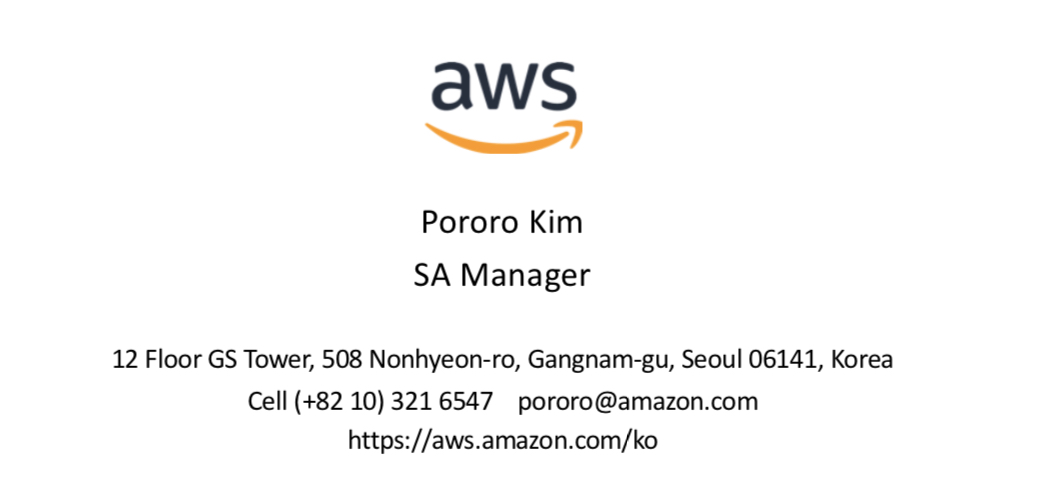 aws
Pororo Kim
SA Manager
12 Floor GS Tower, 508 Nonhyeon-ro, Gangnam-gu, Seoul 06141, Korea
Cell (+82 10) 321 6547 pororo@amazon.com
https://aws.amazon.com/ko